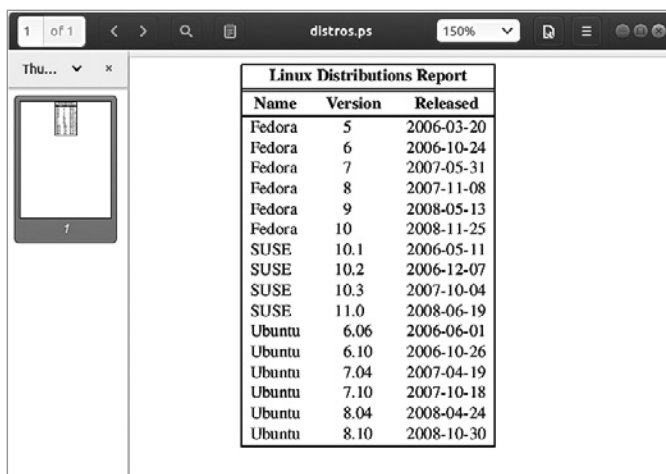 1 of 1 distros.ps 150%
Thu...
1
Linux Distributions Report
Name Version Released
Fedora 5 2006-03-20
Fedora 6 2006-10-24
Fedora 7 2007-05-31
Fedora 8 2007-11-08
Fedora 9 2008-05-13
Fedora 10 2008-11-25
SUSE 10.1 2006-05-11
SUSE 10.2 2006-12-07
SUSE 10.3 2007-10-04
SUSE 11.0 2008-06-19
Ubuntu 6.06 2006-06-01
Ubuntu 6.10 2006-10-26
Ubuntu 7.04 2007-04-19
Ubuntu 7.10 2007-10-18
Ubuntu 8.04 2008-04-24
Ubuntu 8.10 2008-10-30